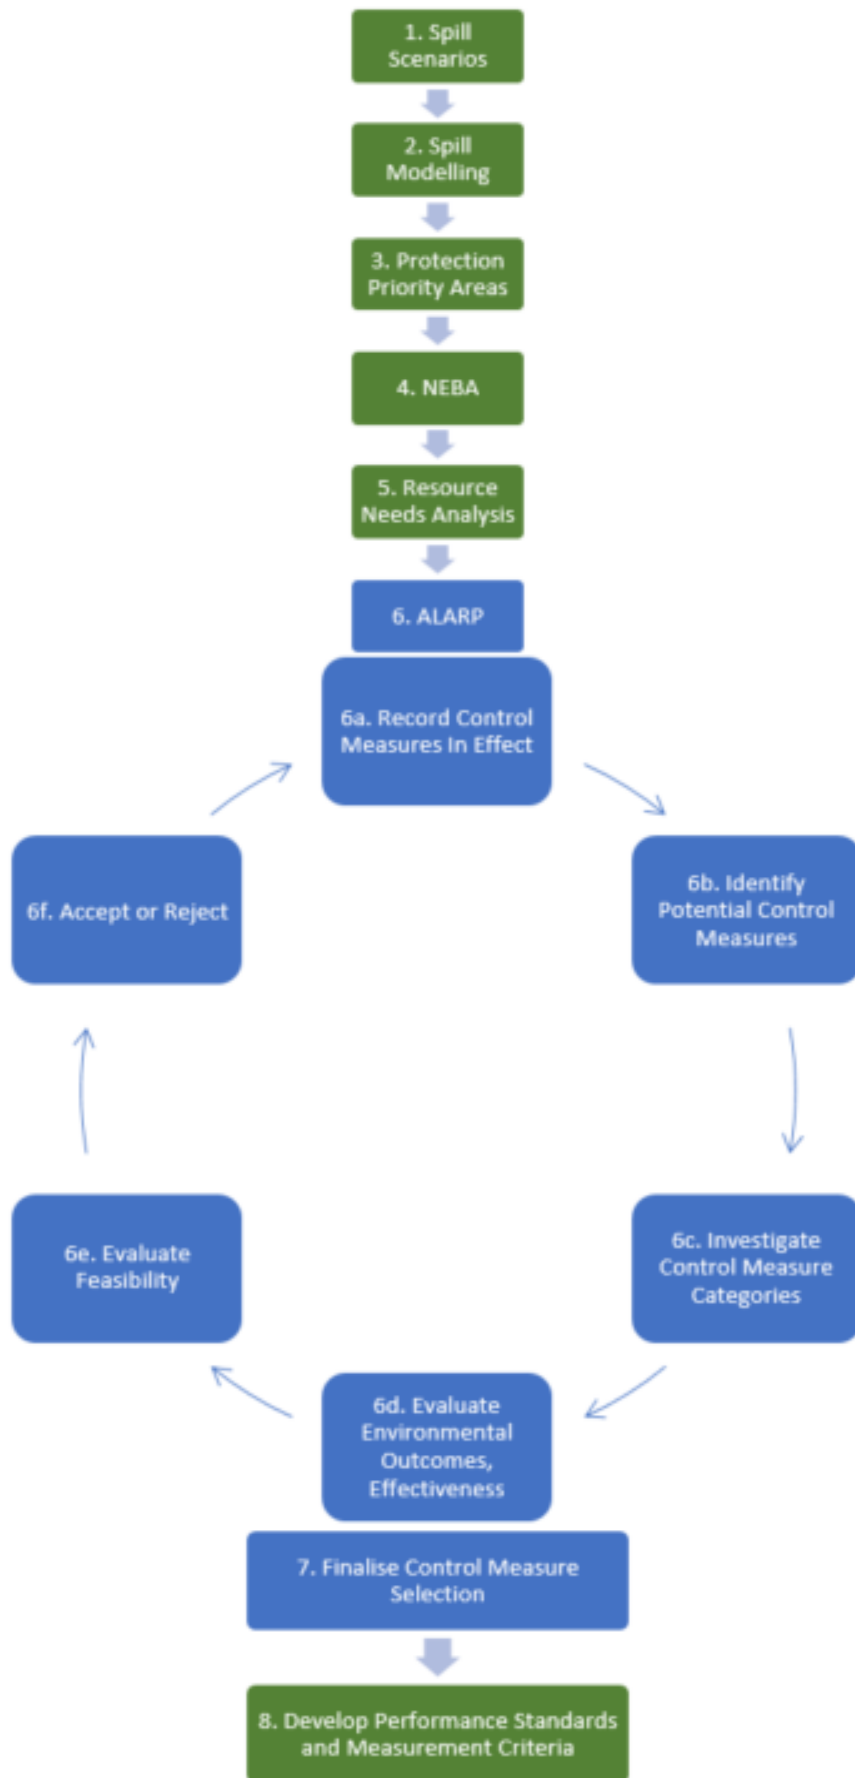 1. Spill
Scenarios
2. Spill
Modelling
3. Protection
Priority Areas
4. NEBA
5. Resource
Needs Analysis
6. ALARP
6a. Record Control
Measures In Effect
6b. Identify
Potential Control
Measures
6c. Investigate
Control Measure
Categories
6d. Evaluate
Environmental
Outcomes,
Effectiveness
6e. Evaluate
Feasibility
6f. Accept or Reject
7. Finalise Control Measure
Selection
8. Develop Performance Standards
and Measurement Criteria